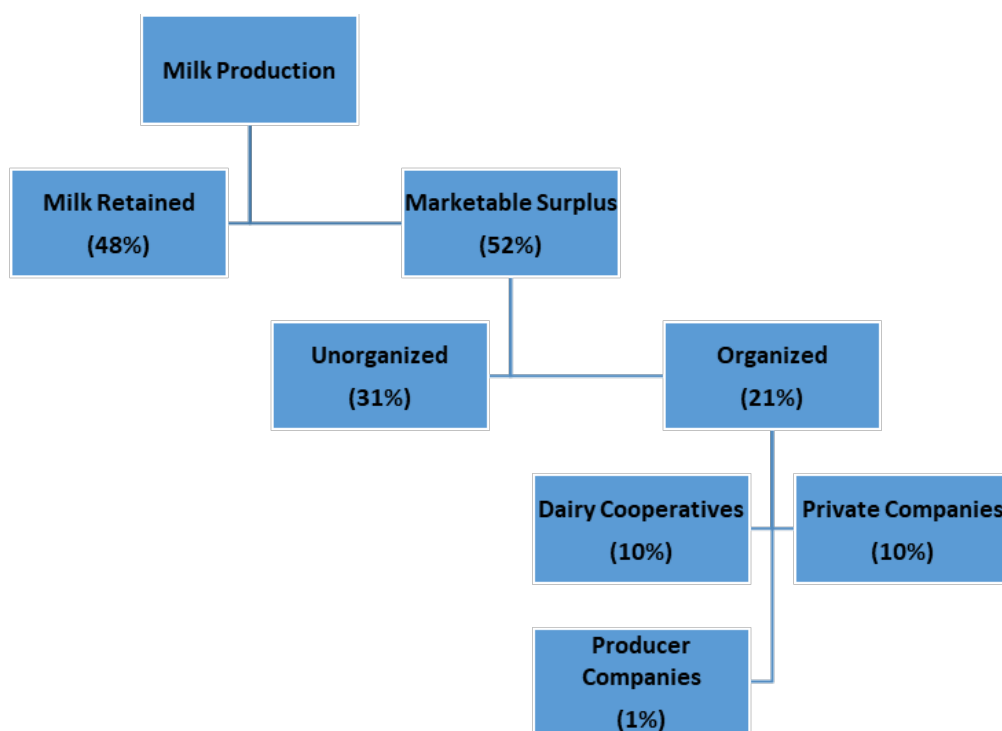 Milk Production
Milk Retained
(48%)
Marketable Surplus
(52%)
Unorganized
(31%)
Organized
(21%)
Dairy Cooperatives
(10%)
Private Companies
(10%)
Producer
Companies
(1%)